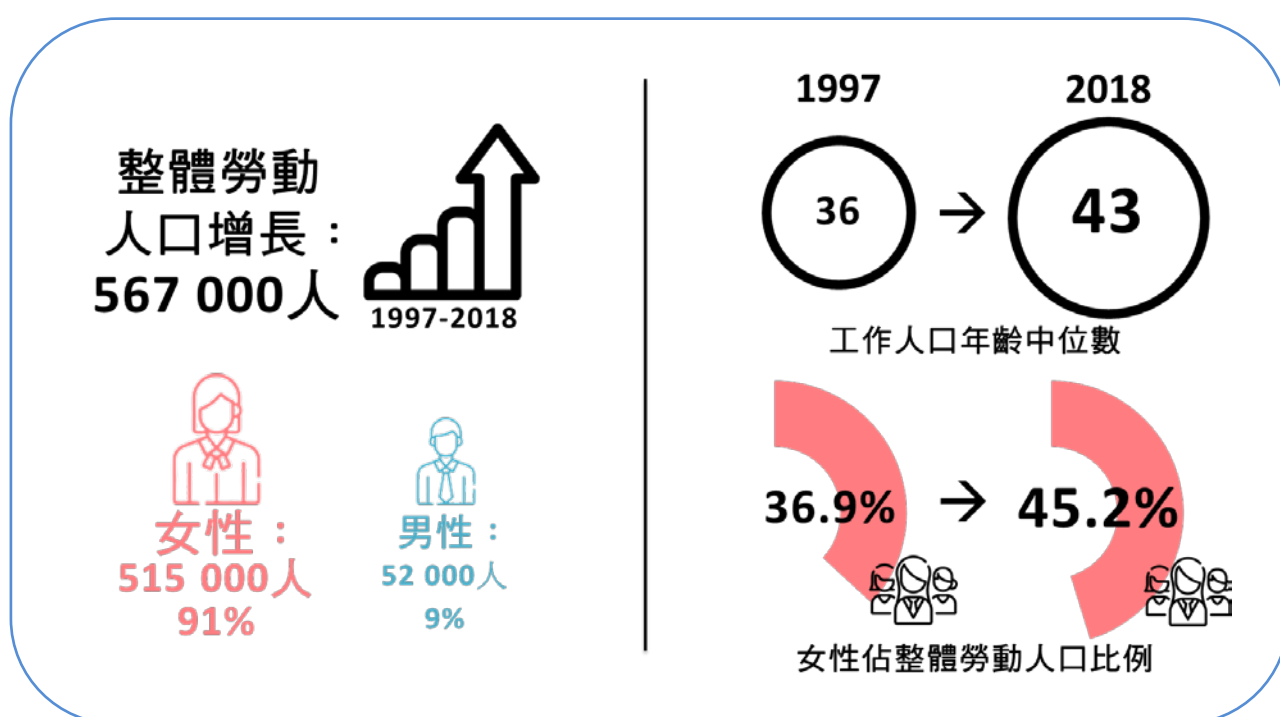 整體勞動
人口增長：
567 000人
1997-2018
女性：
515 000人
91%
男性：
52 000人
9%
1997
2018
36
→
43
工作人口年齡中位數
36.9%
→
45.2%
女性佔整體勞動人口比例